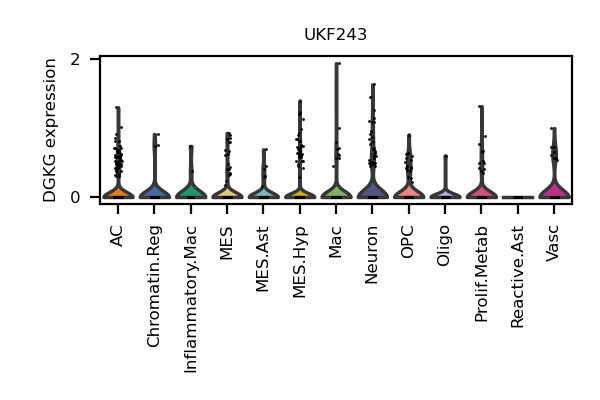 UKF243
DGKG expression
2
0
AC
Chromatin.Reg
Inflammatory.Mac
MES
MES.Ast
MES.Hyp
Mac
Neuron
OPC
Oligo
Prolif.Metab
Reactive.Ast
Vasc